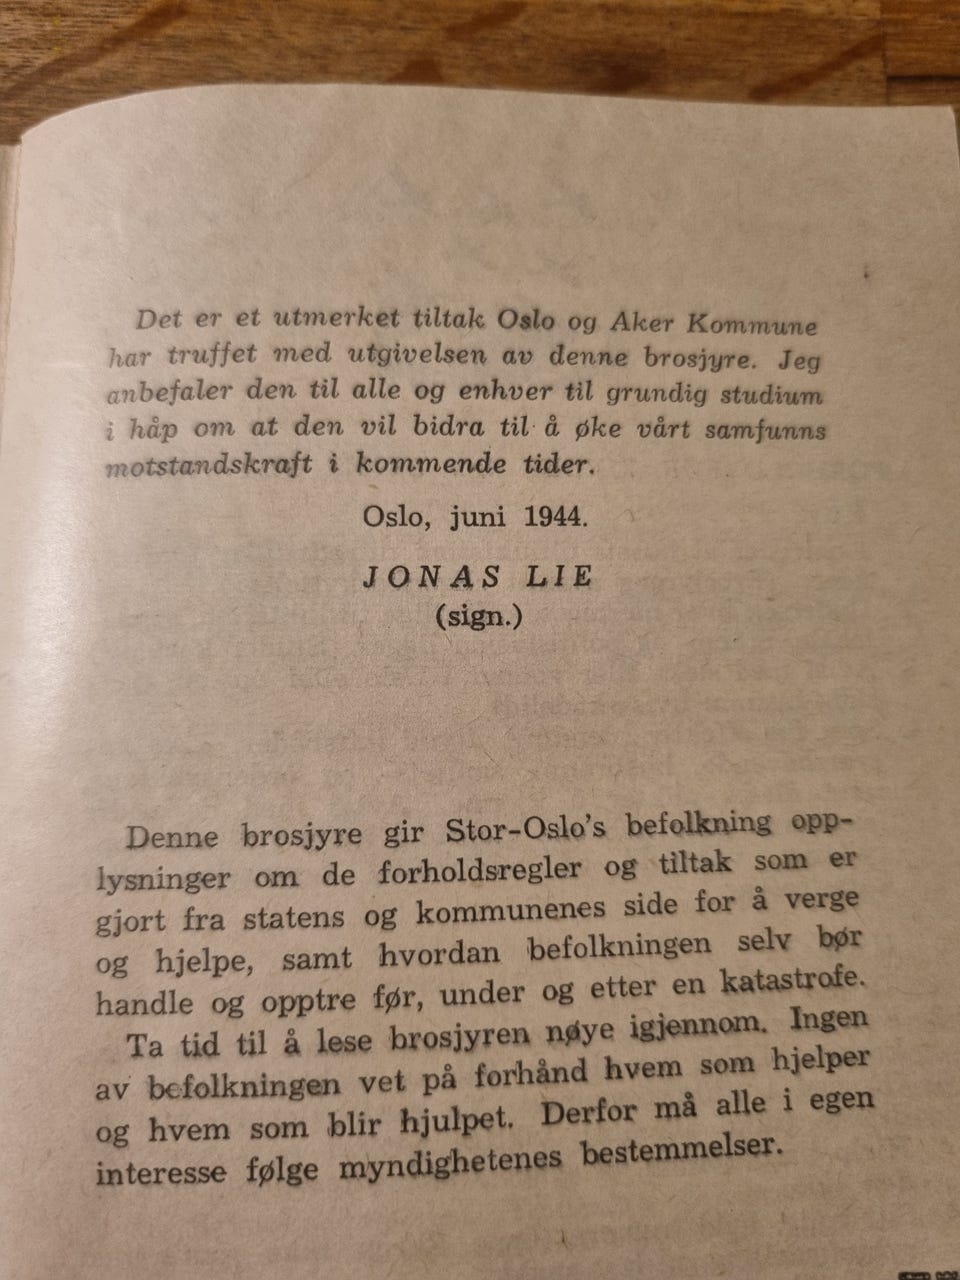 Det er et utmerket tiltak Oslo og Aker Kommune
har truffet med utgivelsen av denne brosjyre. Jeg
anbefaler den til alle og enhver til grundig studium
i håp om at den vil bidra til å øke vårt samfunns
motstandskraft i kommende tider.
Oslo, juni 1944.
JONAS LIE
(sign.)
Denne brosjyre gir Stor-Oslo's befolkning opp-
lysninger om de forholdsregler og tiltak som er
gjort fra statens og kommunenes side for å verge
og hjelpe, samt hvordan befolkningen selv bør
handle og opptre før, under og etter en katastrofe.
Ta tid til å lese brosjyren nøye igjennom. Ingen
av befolkningen vet på forhånd hvem som hjelper
og hvem som blir hjulpet. Derfor må alle i egen
interesse følge myndighetenes bestemmelser.